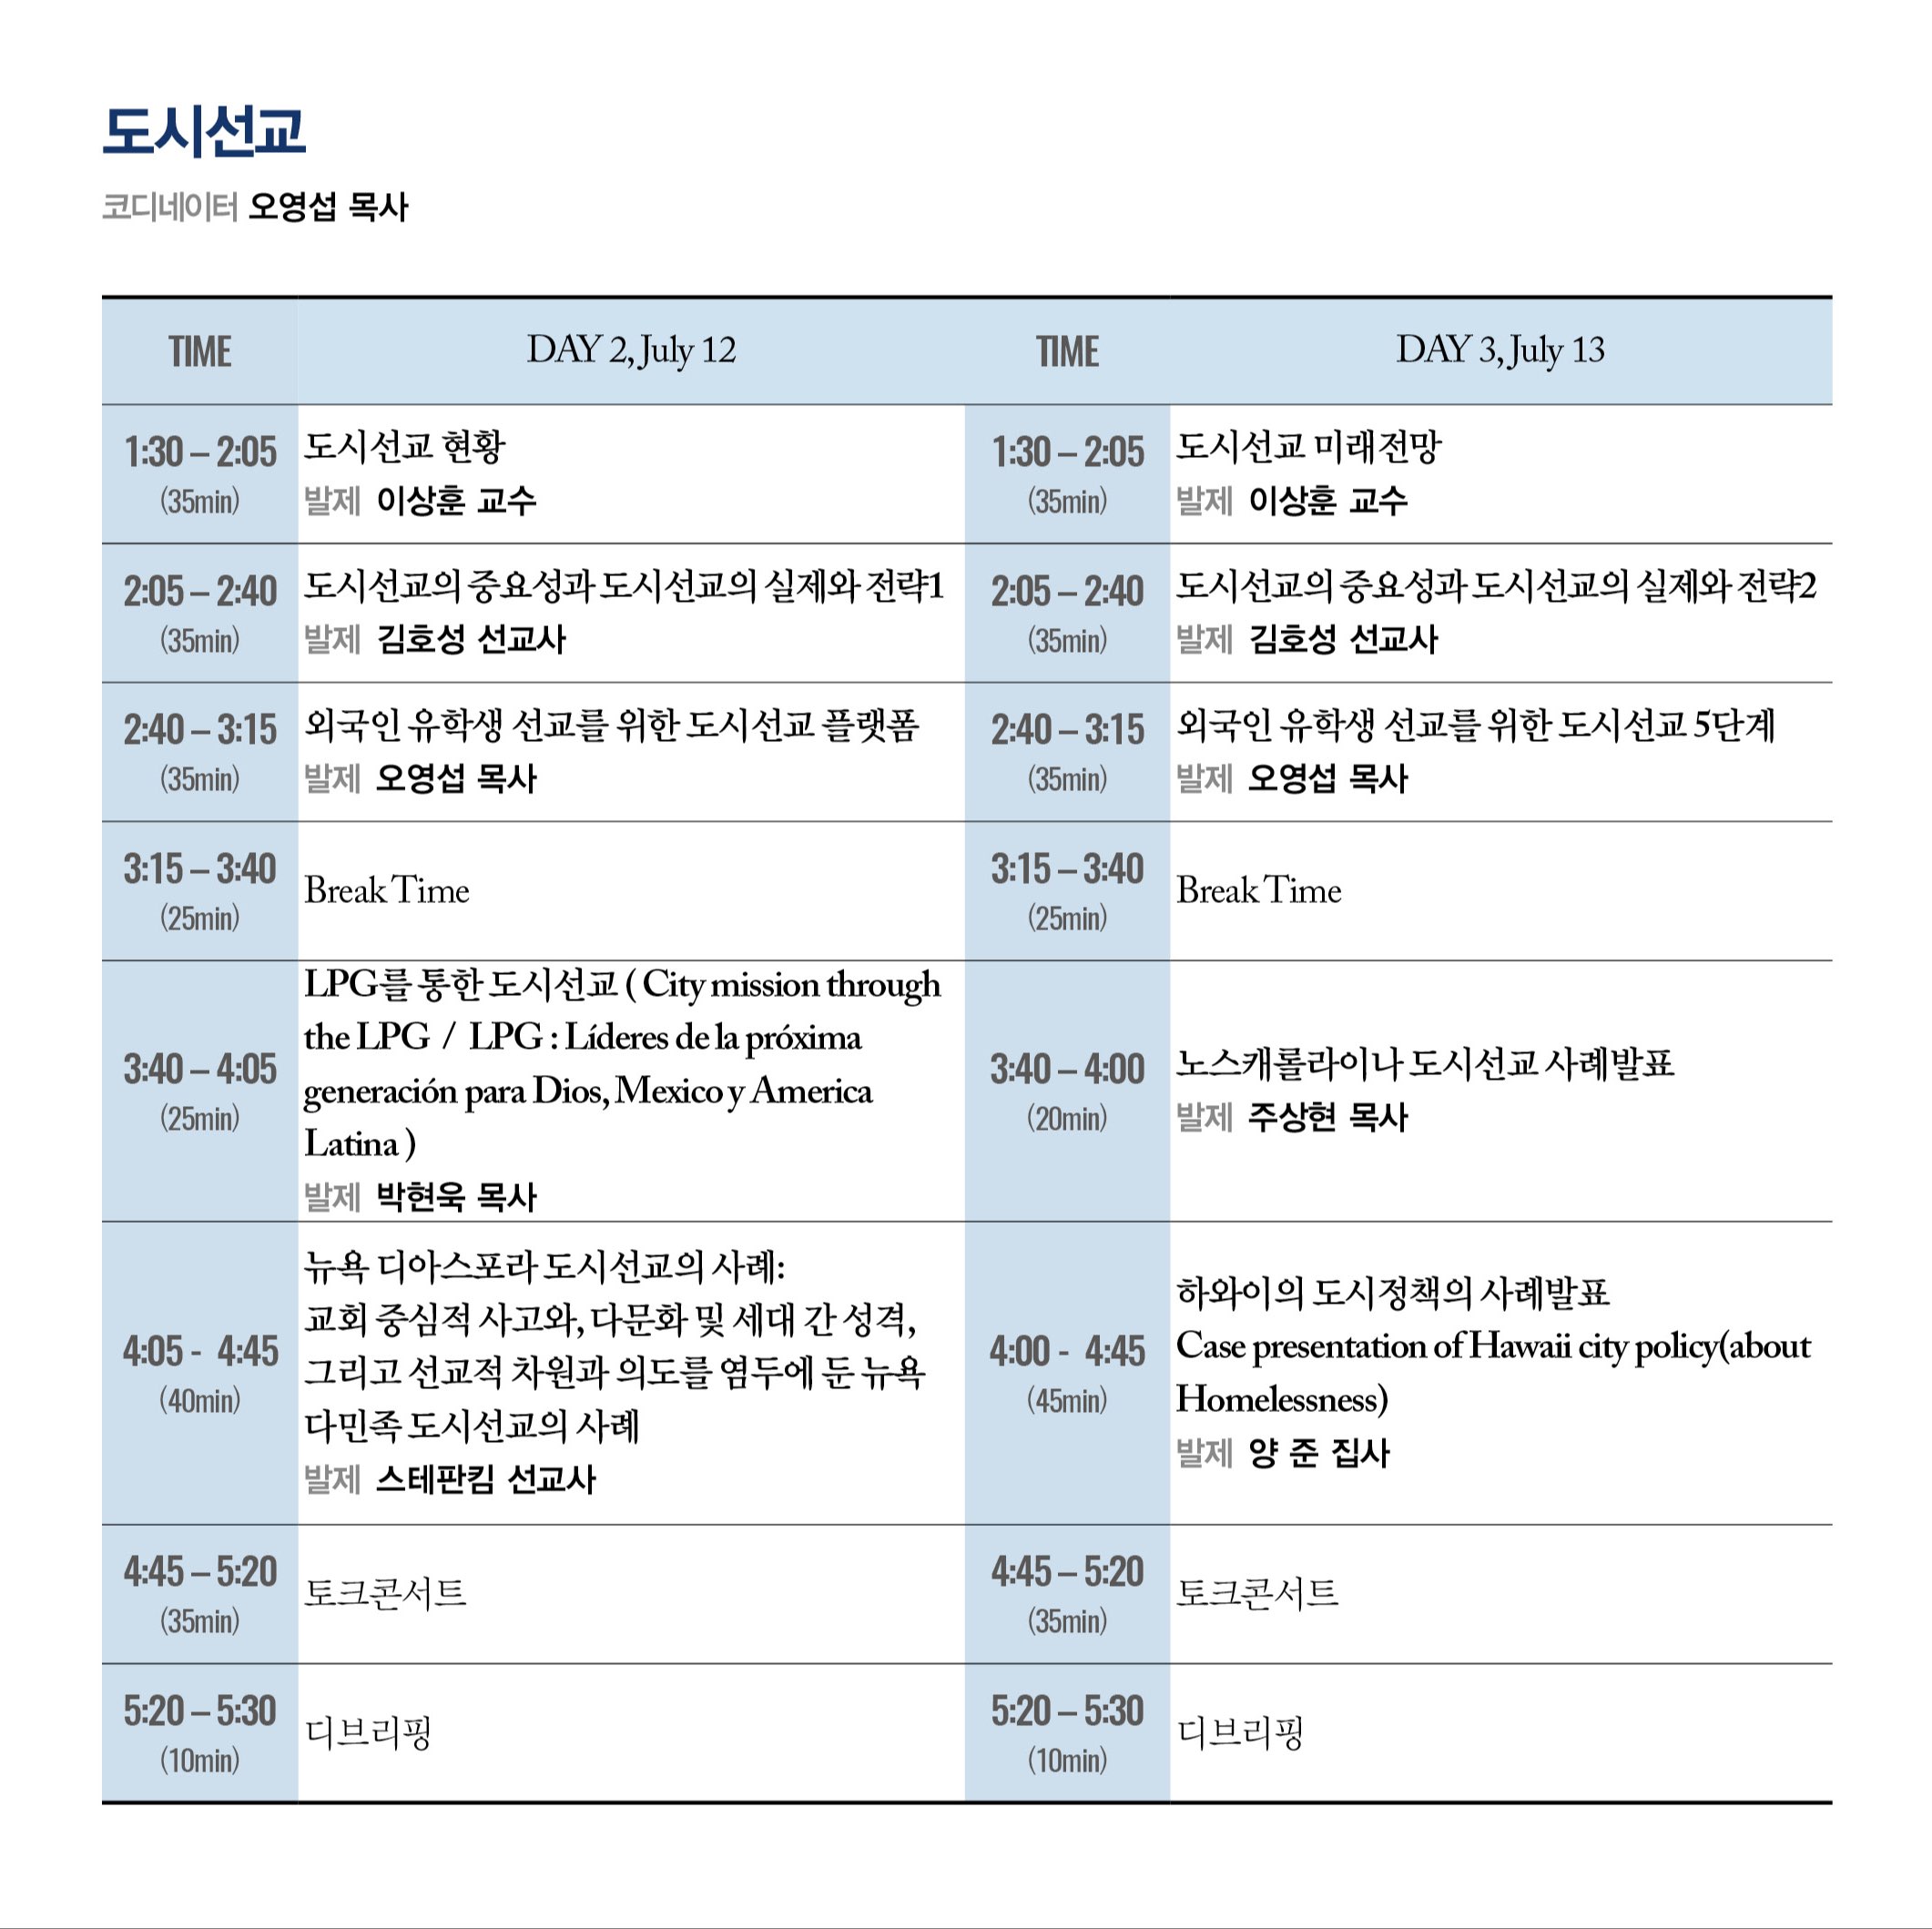 도시선교
코디네이터 오영섭 목사
TIME DAY 2, July 12 TIME DAY 3, July 13
1:30 – 2:05
(35min)
도시선교 현황
발제 이상훈 교수
1:30 – 2:05
(35min)
도시선교 미래전망
발제 이상훈 교수
2:05 – 2:40
(35min)
도시선교의 중요성과 도시선교의 실제와 전략1
발제 김호성 선교사
2:05 – 2:40
(35min)
도시선교의 중요성과 도시선교의 실제와 전략2
발제 김호성 선교사
2:40 – 3:15
(35min)
외국인 유학생 선교를 위한 도시선교 플랫폼
발제 오영섭 목사
2:40 – 3:15
(35min)
외국인 유학생 선교를 위한 도시선교 5단계
발제 오영섭 목사
3:15 – 3:40
(25min)
Break Time
3:15 – 3:40
(25min)
Break Time
3:40 – 4:05
(25min)
LPG를 통한 도시선교 ( City mission through
the LPG / LPG : Líderes de la próxima
generación para Dios, Mexico y America
Latina )
발제 박현욱 목사
3:40 – 4:00
(20min)
노스캐롤라이나 도시선교 사례발표
발제 주상현 목사
4:05 - 4:45
(40min)
뉴욕 디아스포라 도시선교의 사례:
교회 중심적 사고와, 다문화 및 세대 간 성격,
그리고 선교적 차원과 의도를 염두에 둔 뉴욕
다민족 도시선교의 사례
발제 스테판킴 선교사
4:00 - 4:45
(45min)
하와이의 도시정책의 사례발표
Case presentation of Hawaii city policy(about
Homelessness)
발제 양 준 집사
4:45 – 5:20
(35min)
토크콘서트
4:45 – 5:20
(35min)
토크콘서트
5:20 – 5:30
(10min)
디브리핑
5:20 – 5:30
(10min)
디브리핑